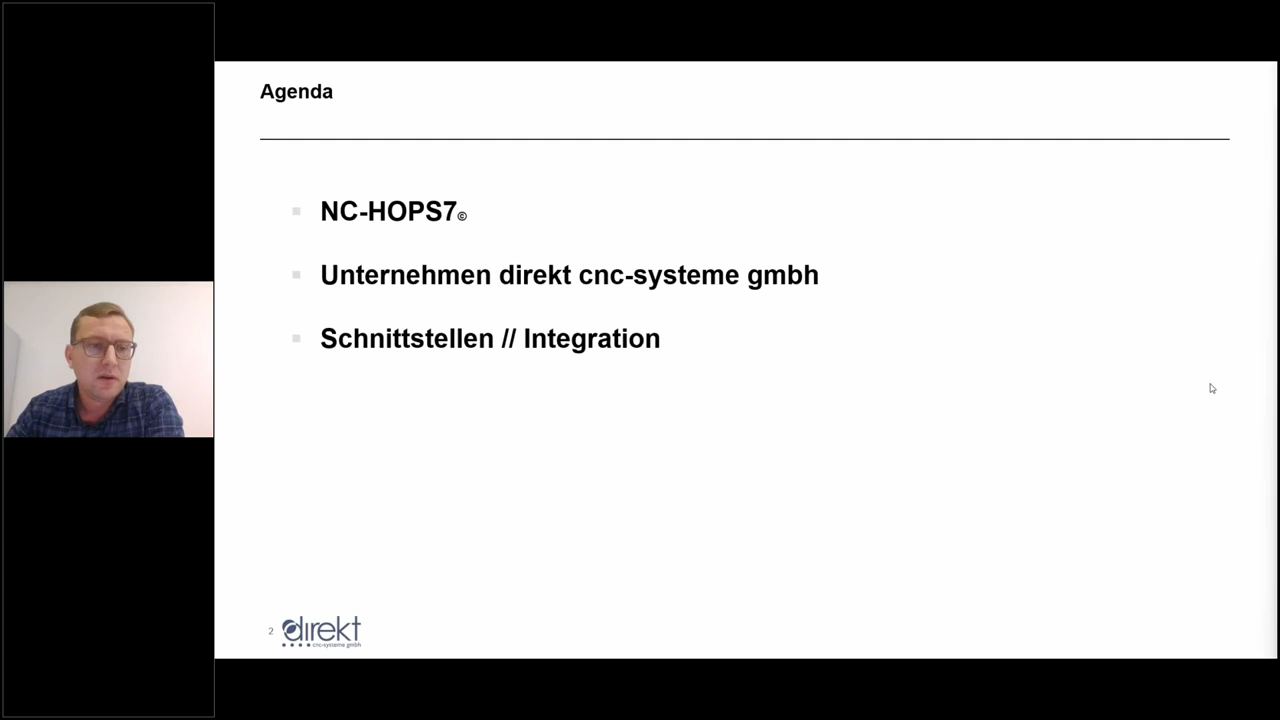 Agenda
NC-HOPS7©
Unternehmen direkt cnc-systeme gmbh
Schnittstellen // Integration
2
direkt
cnc-systeme gmbh